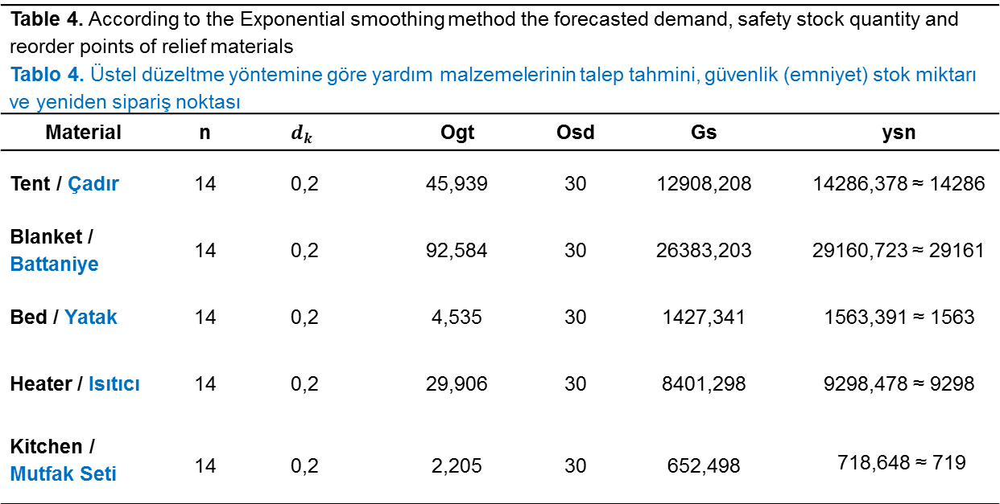 Table 4. According to the Exponential smoothing method the forecasted demand, safety stock quantity and
reorder points of relief materials
Tablo 4. Üstel düzeltme yöntemine göre yardım malzemelerinin talep tahmini, güvenlik (emniyet) stok miktarı
ve yeniden sipariş noktası
Material n d_k Ogt Osd Gs ysn
Tent / Çadır 14 0,2 45,939 30 12908,208 14286,378 ≈ 14286
Blanket /
Battaniye 14 0,2 92,584 30 26383,203 29160,723 ≈ 29161
Bed / Yatak 14 0,2 4,535 30 1427,341 1563,391 ≈ 1563
Heater / Isıtıcı 14 0,2 29,906 30 8401,298 9298,478 ≈ 9298
Kitchen /
Mutfak Seti 14 0,2 2,205 30 652,498 718,648 ≈ 719